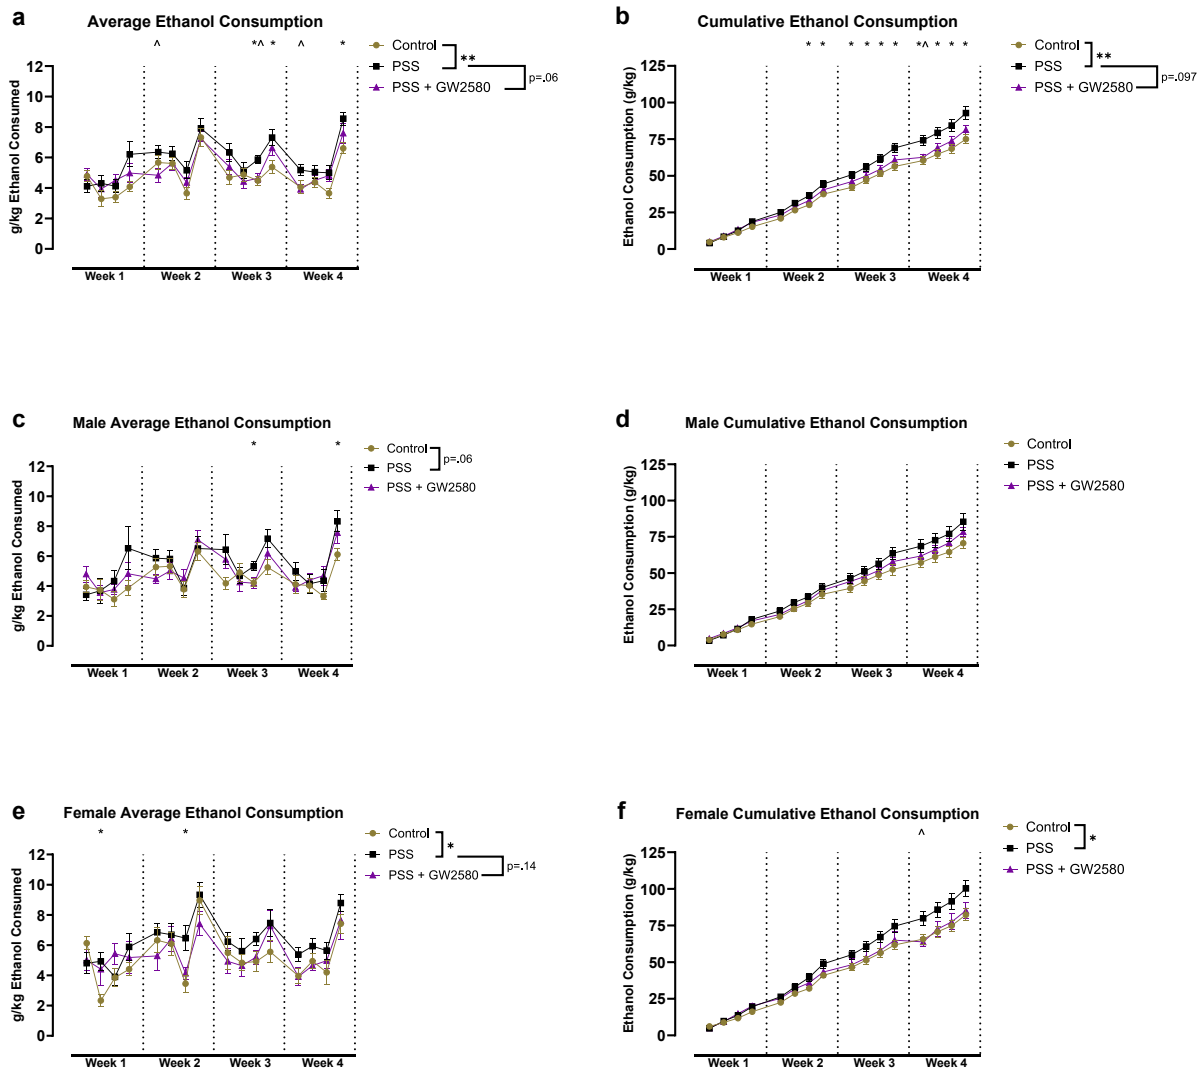 a
Average Ethanol Consumption
^ *^ * ^ *
Control
PSS
PSS + GW2580
**
p=.06
g/kg Ethanol Consumed
12
10
8
6
4
2
0
Week 1 Week 2 Week 3 Week 4
b
Cumulative Ethanol Consumption
* * * * * * *^ * * *
Control
PSS
PSS + GW2580
**
p=.097
Ethanol Consumption (g/kg)
125
100
75
50
25
0
Week 1 Week 2 Week 3 Week 4
c
Male Average Ethanol Consumption
* *
Control
PSS
PSS + GW2580
p=.06
g/kg Ethanol Consumed
12
10
8
6
4
2
0
Week 1 Week 2 Week 3 Week 4
d
Male Cumulative Ethanol Consumption
Control
PSS
PSS + GW2580
Ethanol Consumption (g/kg)
125
100
75
50
25
0
Week 1 Week 2 Week 3 Week 4
e
Female Average Ethanol Consumption
* *
Control
PSS
PSS + GW2580
*
p=.14
g/kg Ethanol Consumed
12
10
8
6
4
2
0
Week 1 Week 2 Week 3 Week 4
f
Female Cumulative Ethanol Consumption
^
Control
PSS
PSS + GW2580
*
Ethanol Consumption (g/kg)
125
100
75
50
25
0
Week 1 Week 2 Week 3 Week 4